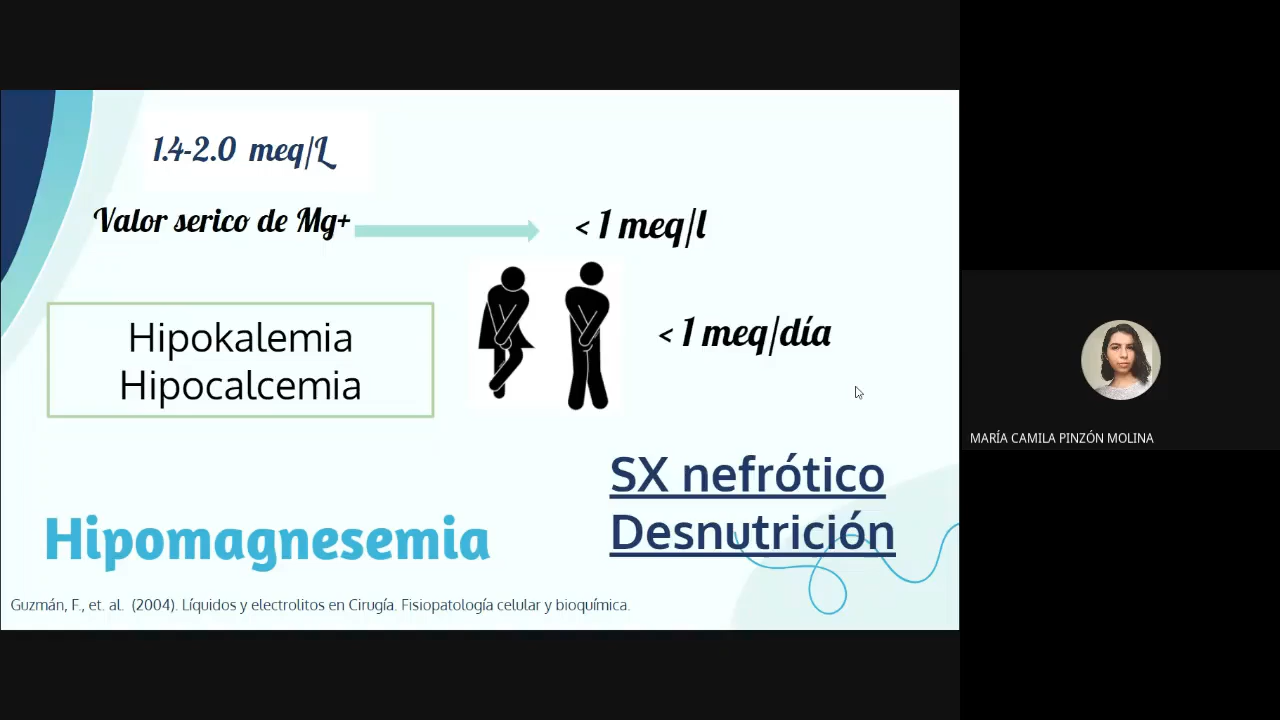 1.4-2.0 meq/L
Valor serico de Mg+
< 1 meq/l
< 1 meq/día
Hipokalemia
Hipocalcemia
SX nefrótico
Desnutrición
Hipomagnesemia
Guzmán, F., et. al. (2004). Líquidos y electrolitos en Cirugía. Fisiopatología celular y bioquímica.
MARÍA CAMILA PINZÓN MOLINA